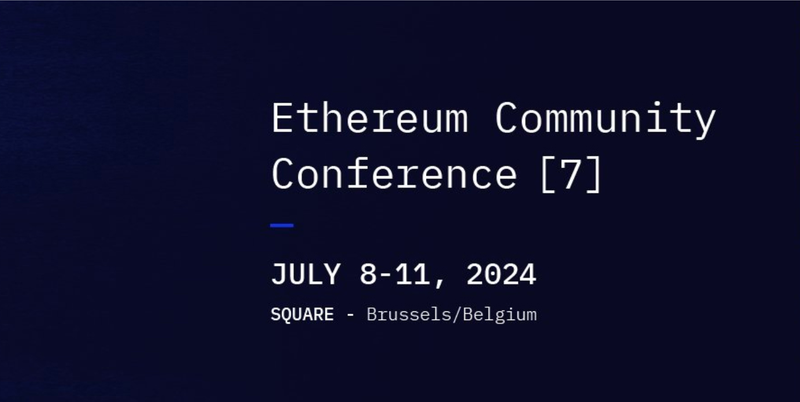 Ethereum Community
Conference [7]
JULY 8-11, 2024
SQUARE - Brussels/Belgium